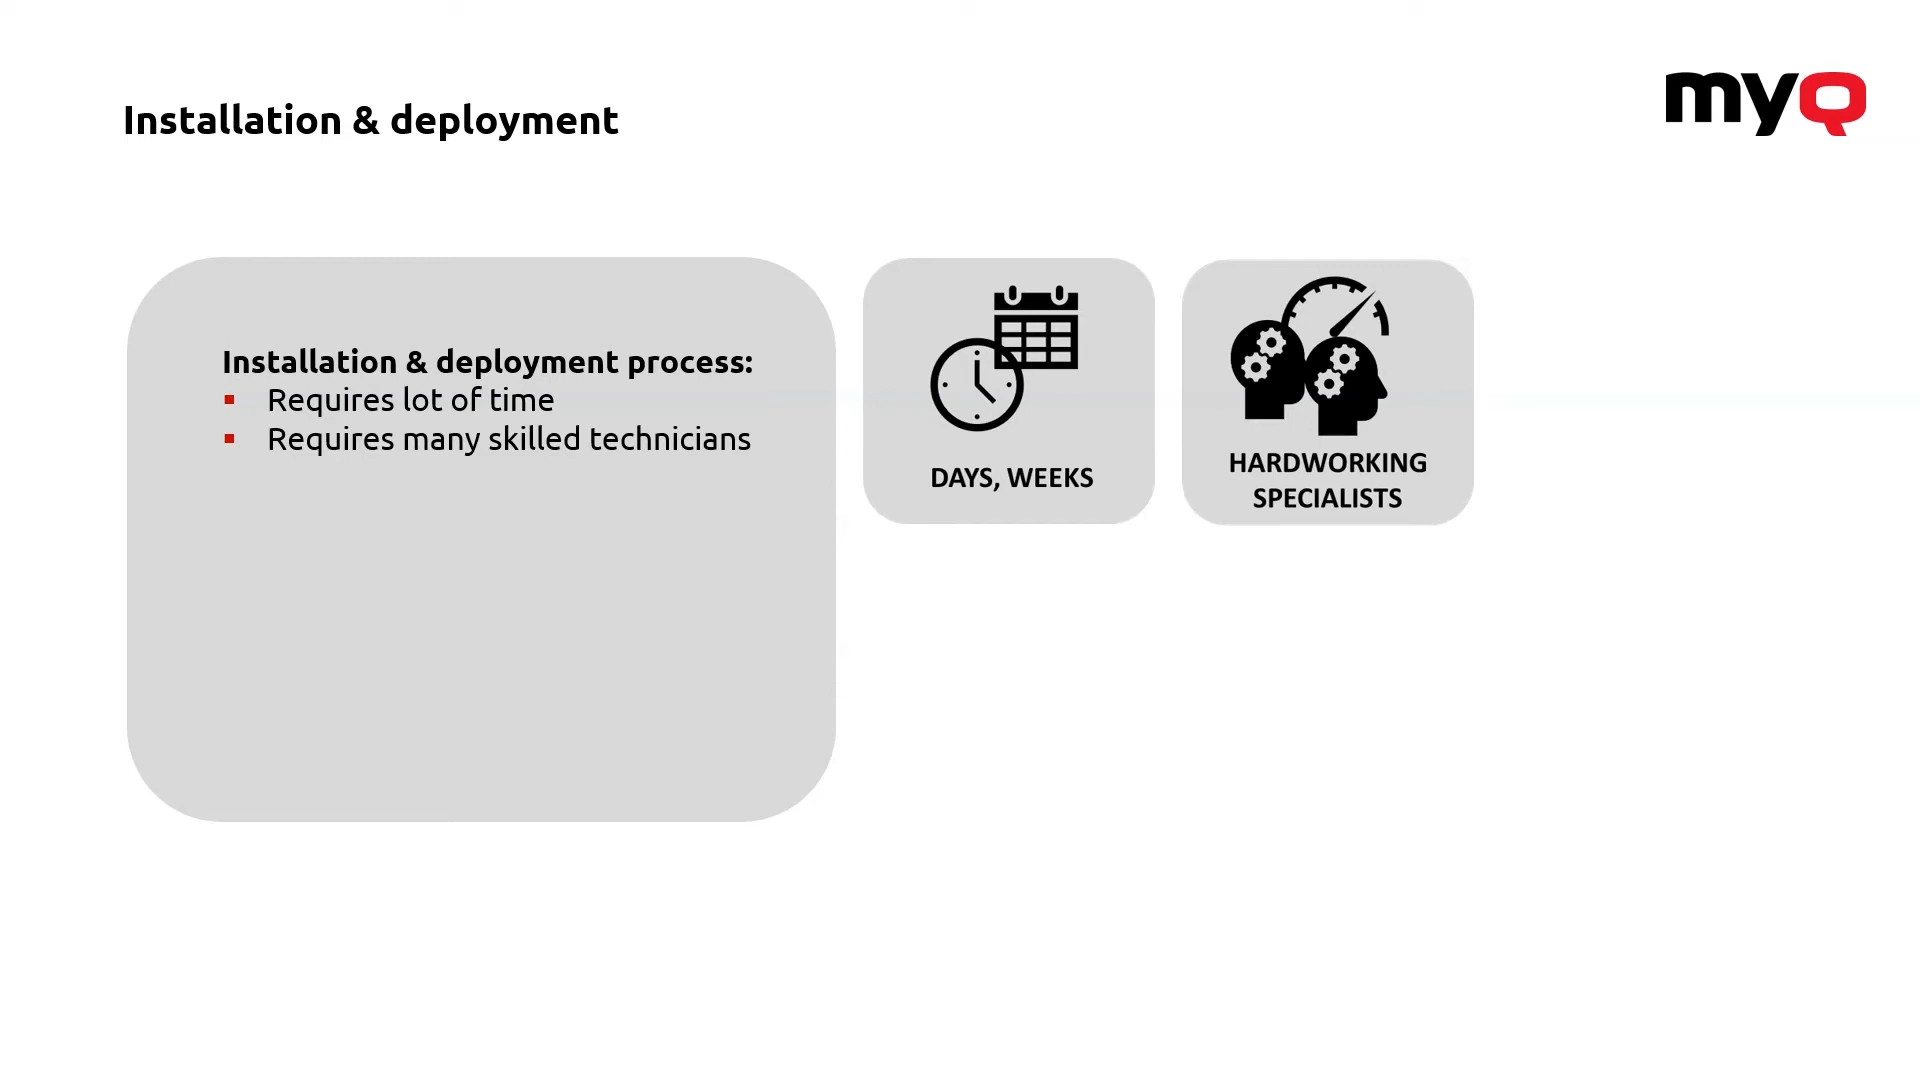 Installation & deployment
myQ
Installation & deployment process:
▪ Requires lot of time
▪ Requires many skilled technicians
DAYS, WEEKS
HARDWORKING
SPECIALISTS